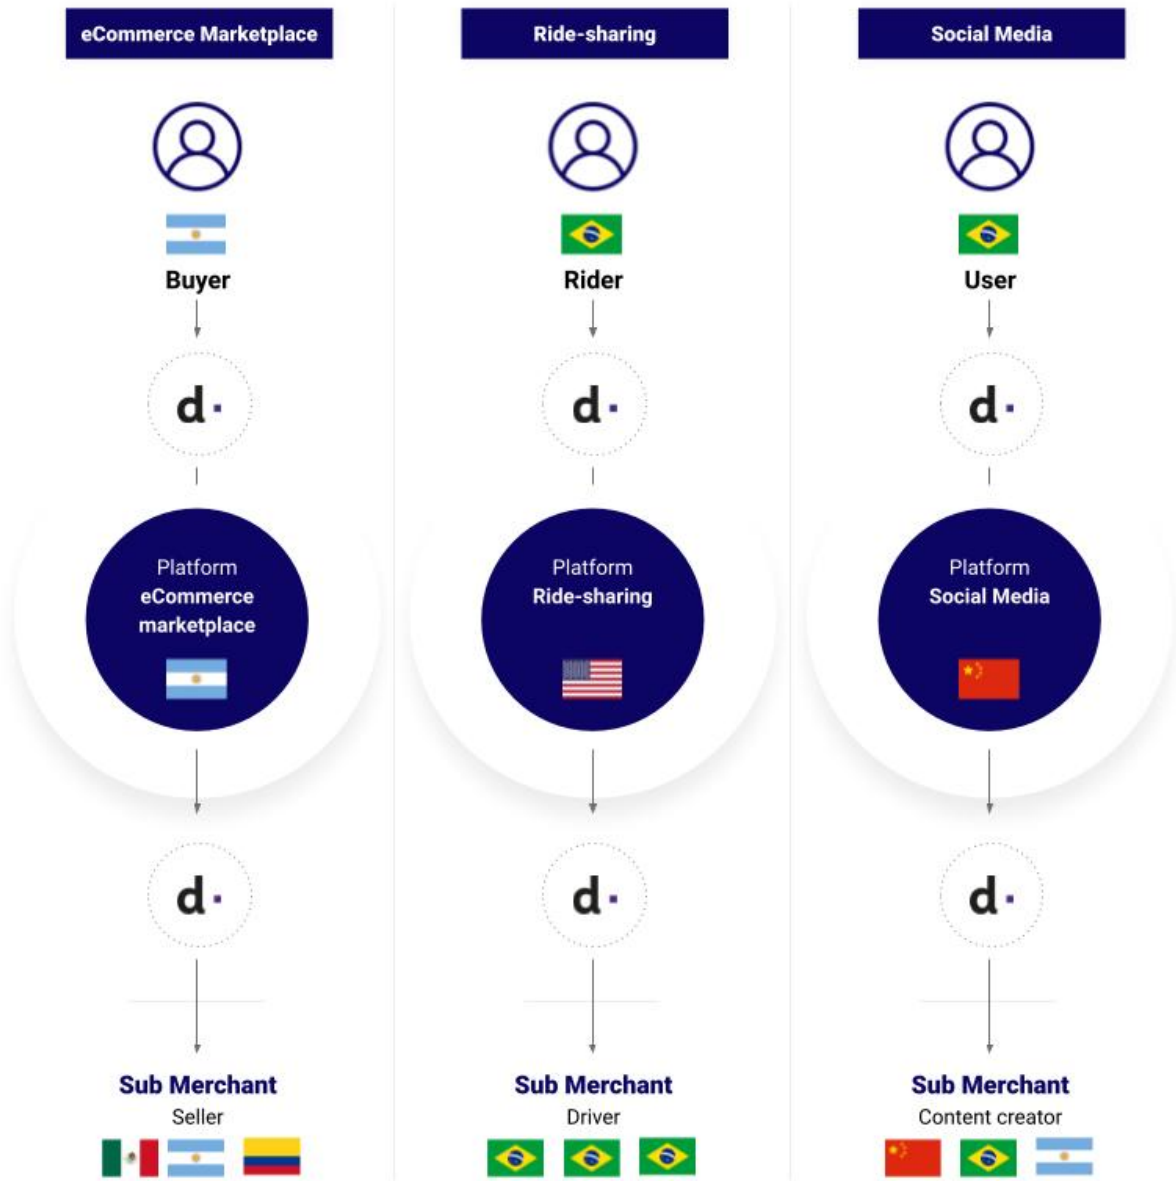 eCommerce Marketplace
Buyer
d·
Platform
eCommerce
marketplace
d·
Sub Merchant
Seller
Ride-sharing
Rider
d·
Platform
Ride-sharing
d·
Sub Merchant
Driver
Social Media
User
d·
Platform
Social Media
d·
Sub Merchant
Content creator